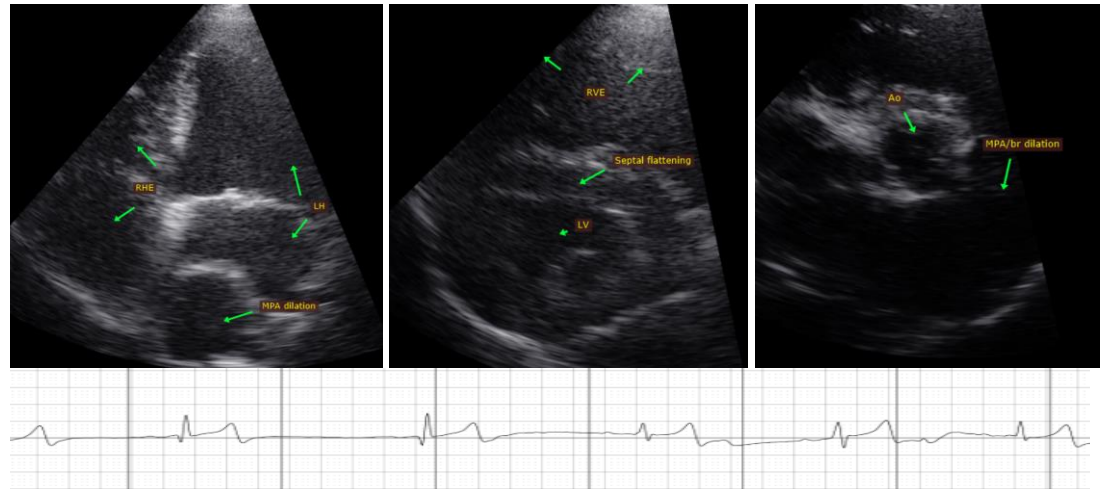 RHE
LH
MPA dilation
RVE
Septal flattening
LV
Ao
MPA/br dilation